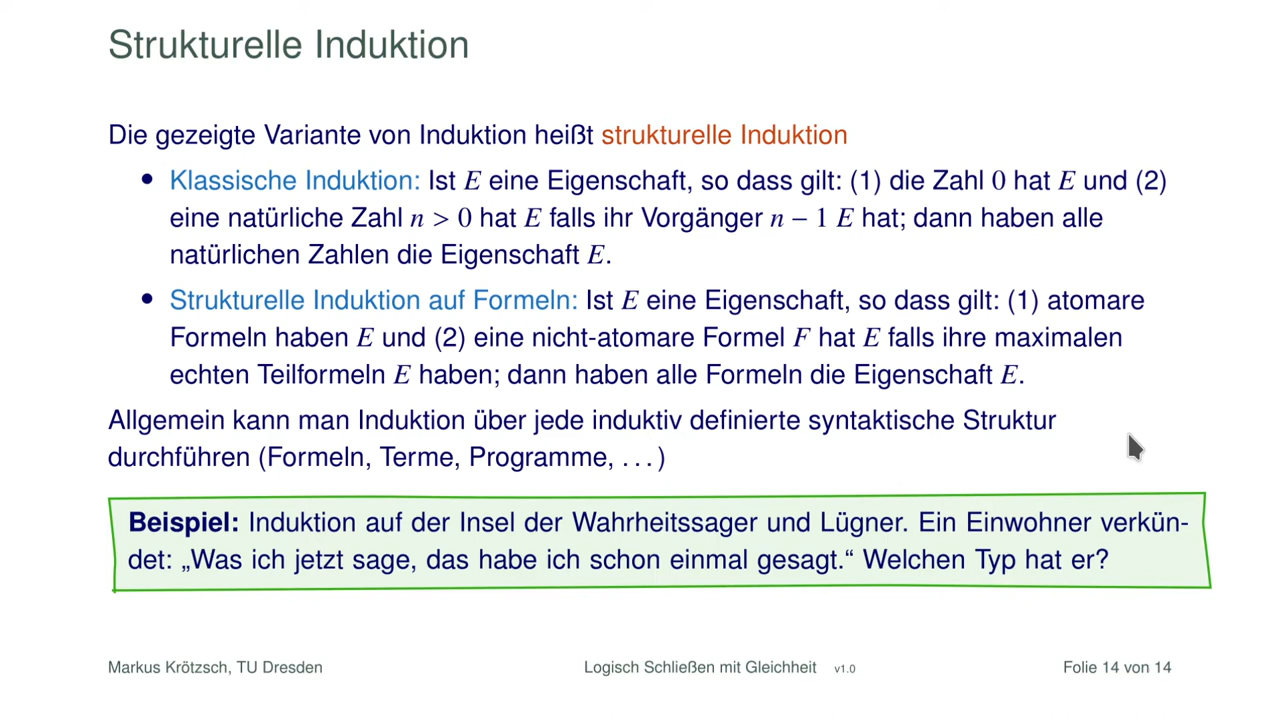 Strukturelle Induktion
Die gezeigte Variante von Induktion heißt strukturelle Induktion
• Klassische Induktion: Ist E eine Eigenschaft, so dass gilt: (1) die Zahl 0 hat E und (2)
eine natürliche Zahl n > 0 hat E falls ihr Vorgänger n − 1 E hat; dann haben alle
natürlichen Zahlen die Eigenschaft E.
• Strukturelle Induktion auf Formeln: Ist E eine Eigenschaft, so dass gilt: (1) atomare
Formeln haben E und (2) eine nicht-atomare Formel F hat E falls ihre maximalen
echten Teilformeln E haben; dann haben alle Formeln die Eigenschaft E.
Allgemein kann man Induktion über jede induktiv definierte syntaktische Struktur
durchführen (Formeln, Terme, Programme, . . . )
Beispiel: Induktion auf der Insel der Wahrheitssager und Lügner. Ein Einwohner verkün-
det: „Was ich jetzt sage, das habe ich schon einmal gesagt.“ Welchen Typ hat er?
Markus Krötzsch, TU Dresden
Logisch Schließen mit Gleichheit v1.0
Folie 14 von 14